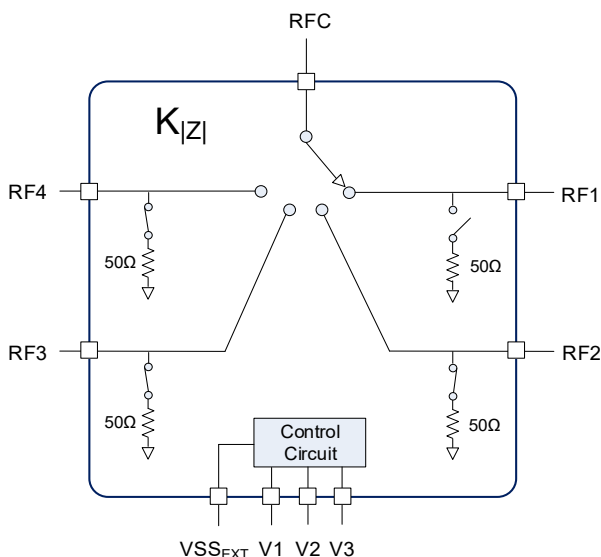 RFC
K|Z|
RF4
RF1
50Ω
50Ω
RF3
RF2
50Ω
50Ω
Control
Circuit
VSSEXT V1 V2 V3